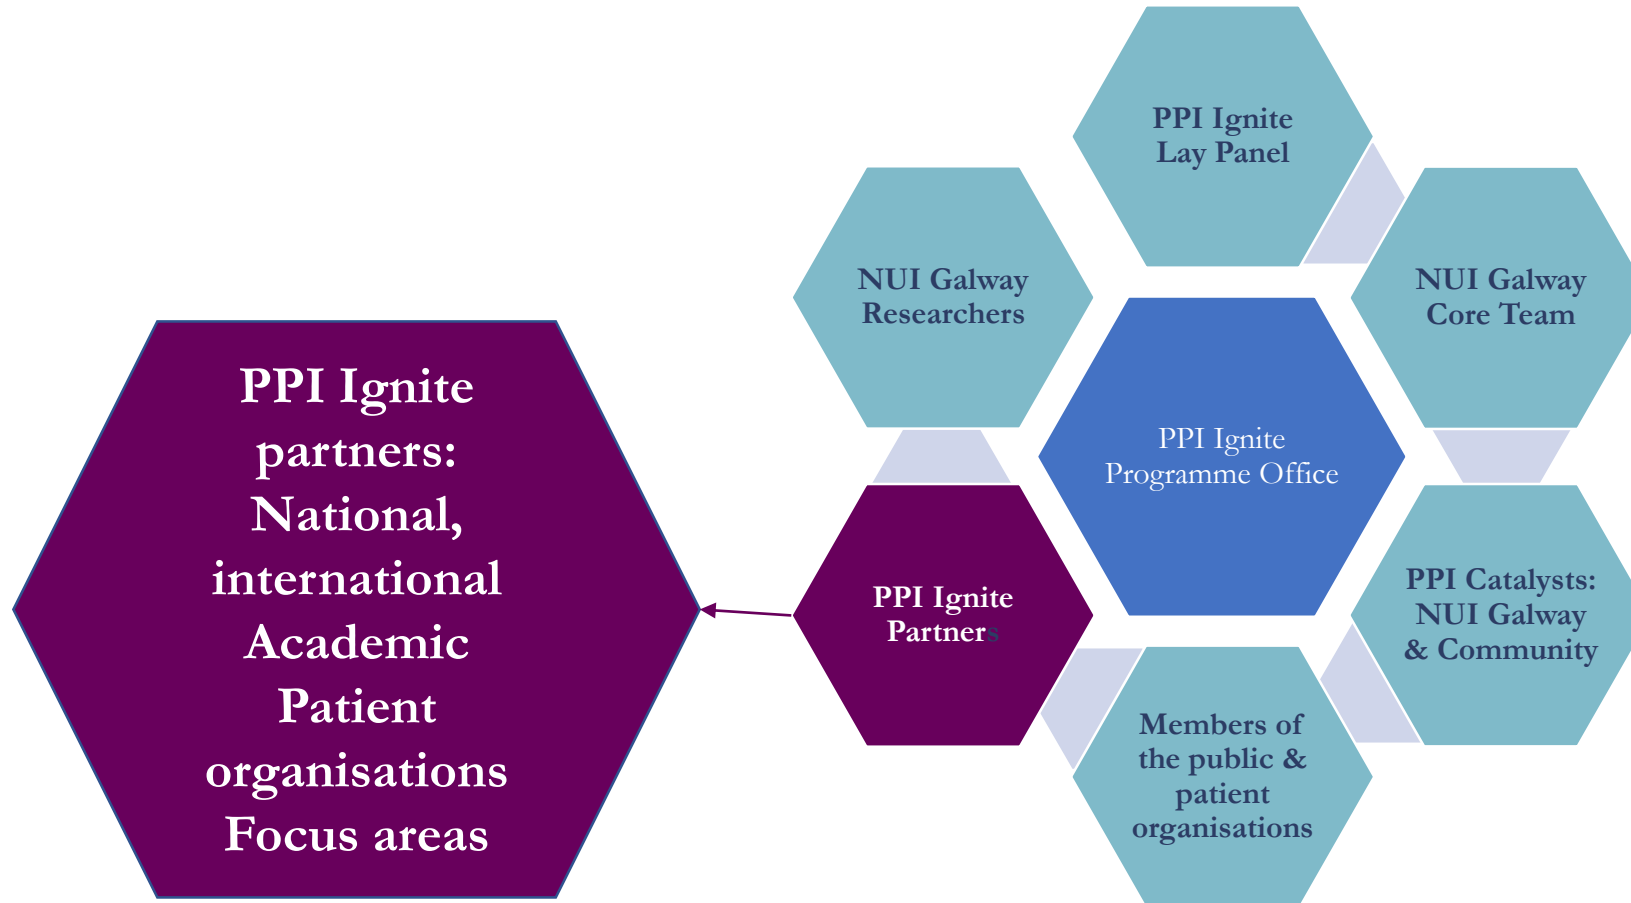 PPI Ignite
Lay Panel
NUI Galway
Researchers
NUI Galway
Core Team
PPI Ignite
partners:
National,
international
Academic
Patient
organisations
Focus areas
PPI Ignite
Programme Office
PPI Ignite
Partners
PPI Catalysts:
NUI Galway
& Community
Members of
the public &
patient
organisations